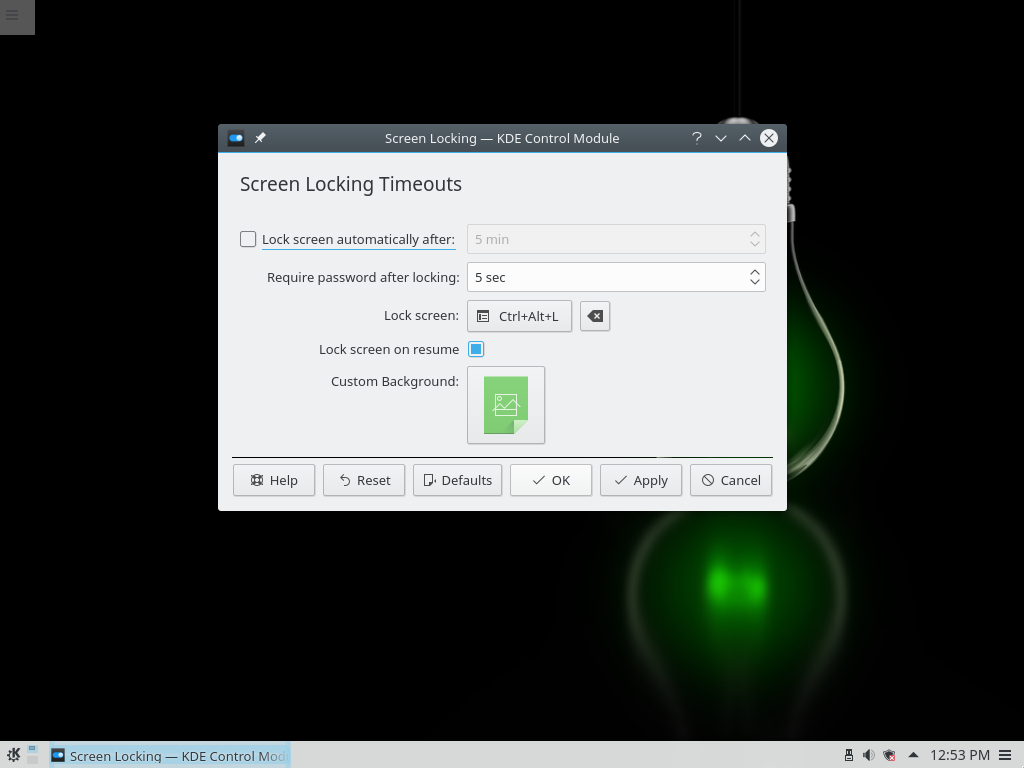 Screen Locking — KDE Control Module
Screen Locking Timeouts
Lock screen automatically after: 5 min
Require password after locking: 5 sec
Lock screen: Ctrl+Alt+L
Lock screen on resume
Custom Background:
Help Reset Defaults OK Apply Cancel
Screen Locking — KDE Control Mod 12:53 PM